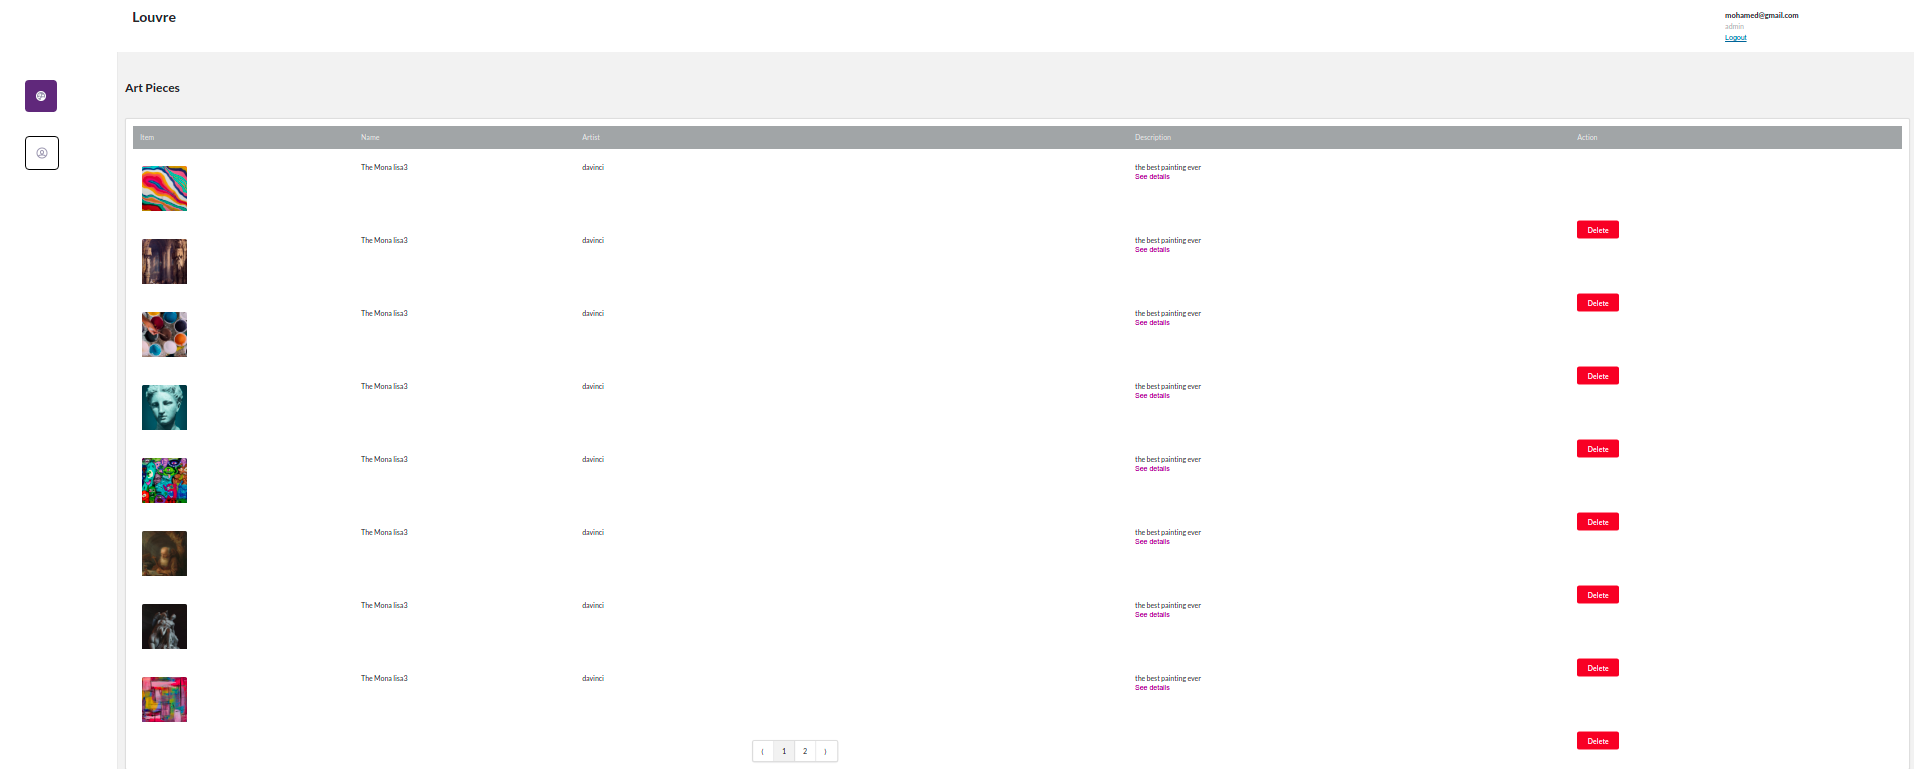 Louvre
mohamed@gmail.com
admin
Logout
Art Pieces
Item Name Artist Description Action
The Mona lisa3 davinci the best painting ever
See details
Delete
The Mona lisa3 davinci the best painting ever
See details
Delete
The Mona lisa3 davinci the best painting ever
See details
Delete
The Mona lisa3 davinci the best painting ever
See details
Delete
The Mona lisa3 davinci the best painting ever
See details
Delete
The Mona lisa3 davinci the best painting ever
See details
Delete
The Mona lisa3 davinci the best painting ever
See details
Delete
The Mona lisa3 davinci the best painting ever
See details
Delete
⟨ 1 2 ⟩